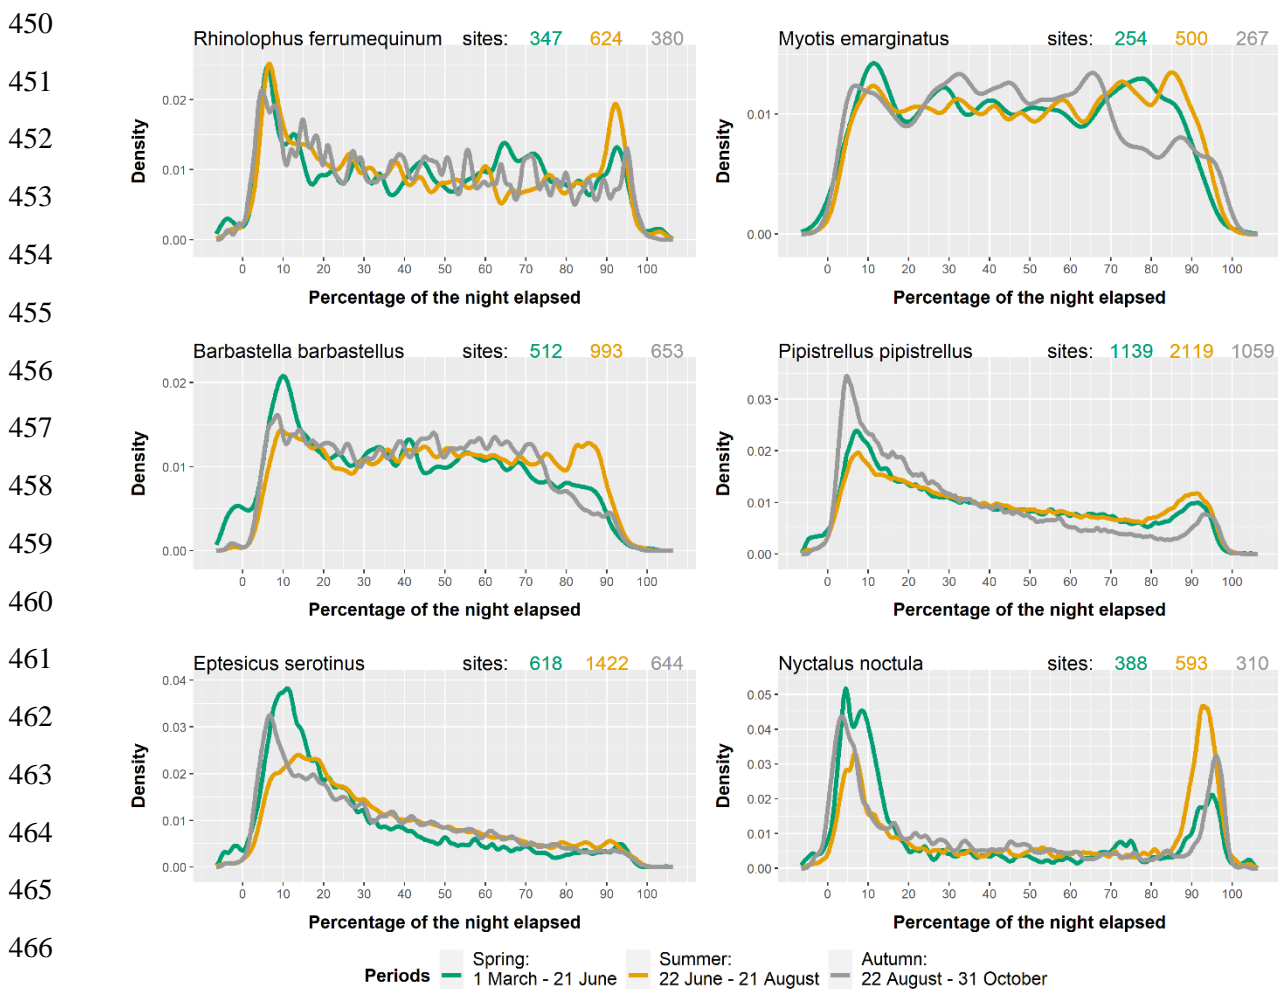 450
451
452
453
454
455
456
457
458
459
460
461
462
463
464
465
466
Rhinolophus ferrumequinum sites: 347 624 380
Density
0.02
0.01
0.00
0 10 20 30 40 50 60 70 80 90 100
Percentage of the night elapsed
Myotis emarginatus sites: 254 500 267
Density
0.01
0.00
0 10 20 30 40 50 60 70 80 90 100
Percentage of the night elapsed
Barbastella barbastellus sites: 512 993 653
Density
0.02
0.01
0.00
0 10 20 30 40 50 60 70 80 90 100
Percentage of the night elapsed
Pipistrellus pipistrellus sites: 1139 2119 1059
Density
0.03
0.02
0.01
0.00
0 10 20 30 40 50 60 70 80 90 100
Percentage of the night elapsed
Eptesicus serotinus sites: 618 1422 644
Density
0.04
0.03
0.02
0.01
0.00
0 10 20 30 40 50 60 70 80 90 100
Percentage of the night elapsed
Nyctalus noctula sites: 388 593 310
Density
0.05
0.04
0.03
0.02
0.01
0.00
0 10 20 30 40 50 60 70 80 90 100
Percentage of the night elapsed
Periods
Spring:
1 March - 21 June
Summer:
22 June - 21 August
Autumn:
22 August - 31 October